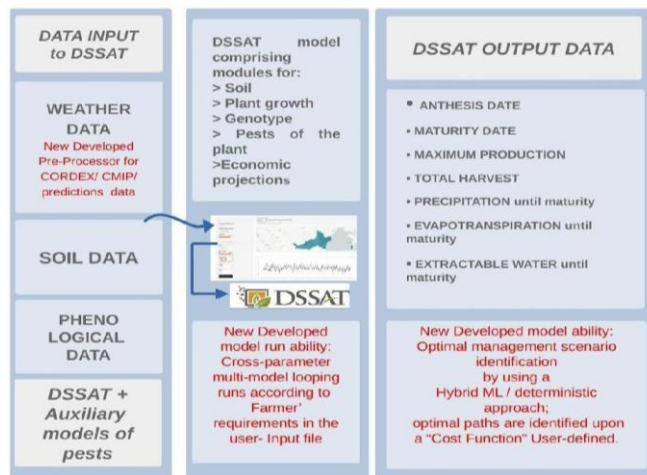 DATA INPUT
to DSSAT
WEATHER
DATA
New Developed
Pre-Processor for
CORDEX/ CMIP/
predictions data
SOIL DATA
PHENO
LOGICAL
DATA
DSSAT +
Auxiliary
models of
pests
DSSAT model
comprising
modules for:
> Soil
> Plant growth
> Genotype
> Pests of the
plant
>Economic
projections
DSSAT
New Developed
model run ability:
Cross-parameter
multi-model looping
runs according to
Farmer'
requirements in the
user- Input file
DSSAT OUTPUT DATA
• ANTHESIS DATE
• MATURITY DATE
• MAXIMUM PRODUCTION
• TOTAL HARVEST
• PRECIPITATION until maturity
• EVAPOTRANSPIRATION until
maturity
• EXTRACTABLE WATER until
maturity
New Developed model ability:
Optimal management scenario
identification
by using a
Hybrid ML / deterministic
approach;
optimal paths are identified upon
a "Cost Function" User-defined.